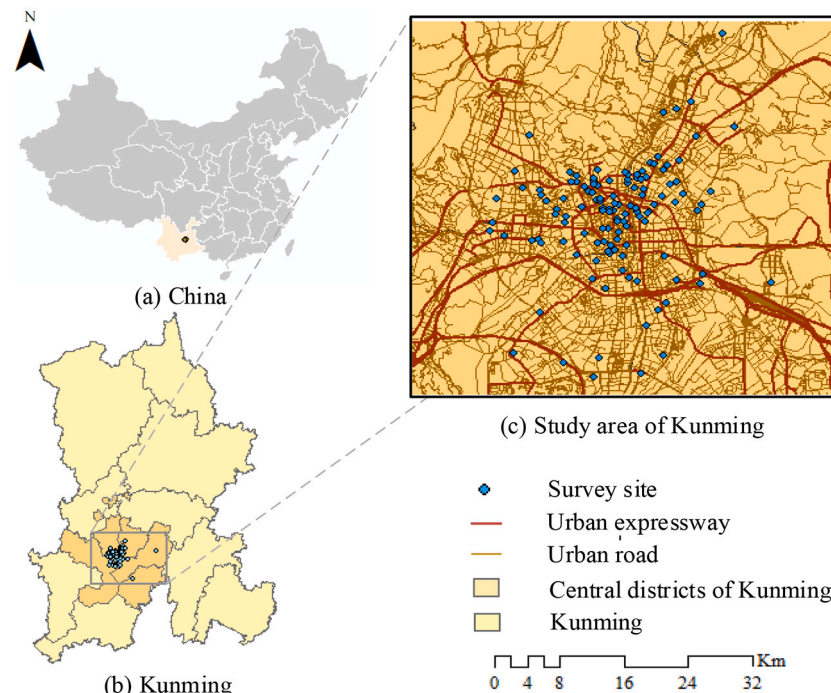 N
(a) China
(b) Kunming
(c) Study area of Kunming
Survey site
Urban expressway
Urban road
Central districts of Kunming
Kunming
Km
0 4 8 16 24 32